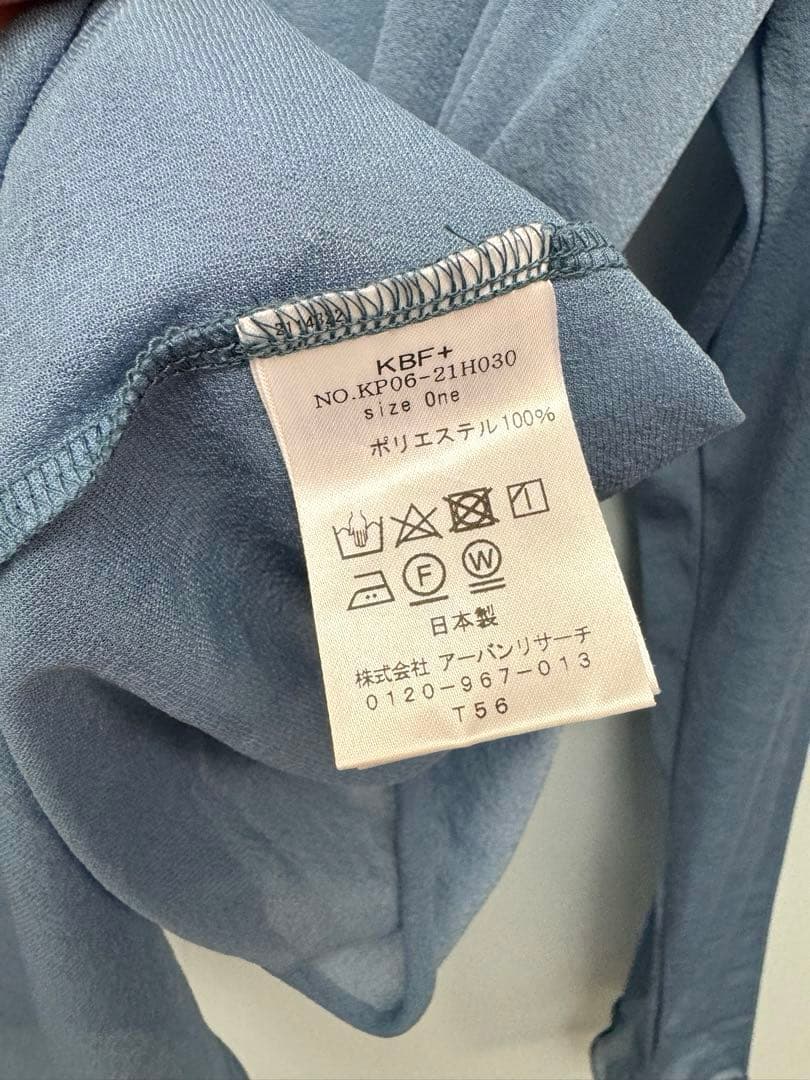 KBF+
NO.KP06-21H030
size One
ポリエステル100%
F W
日本製
株式会社 アーバンリサーチ
0120-967-013
T56